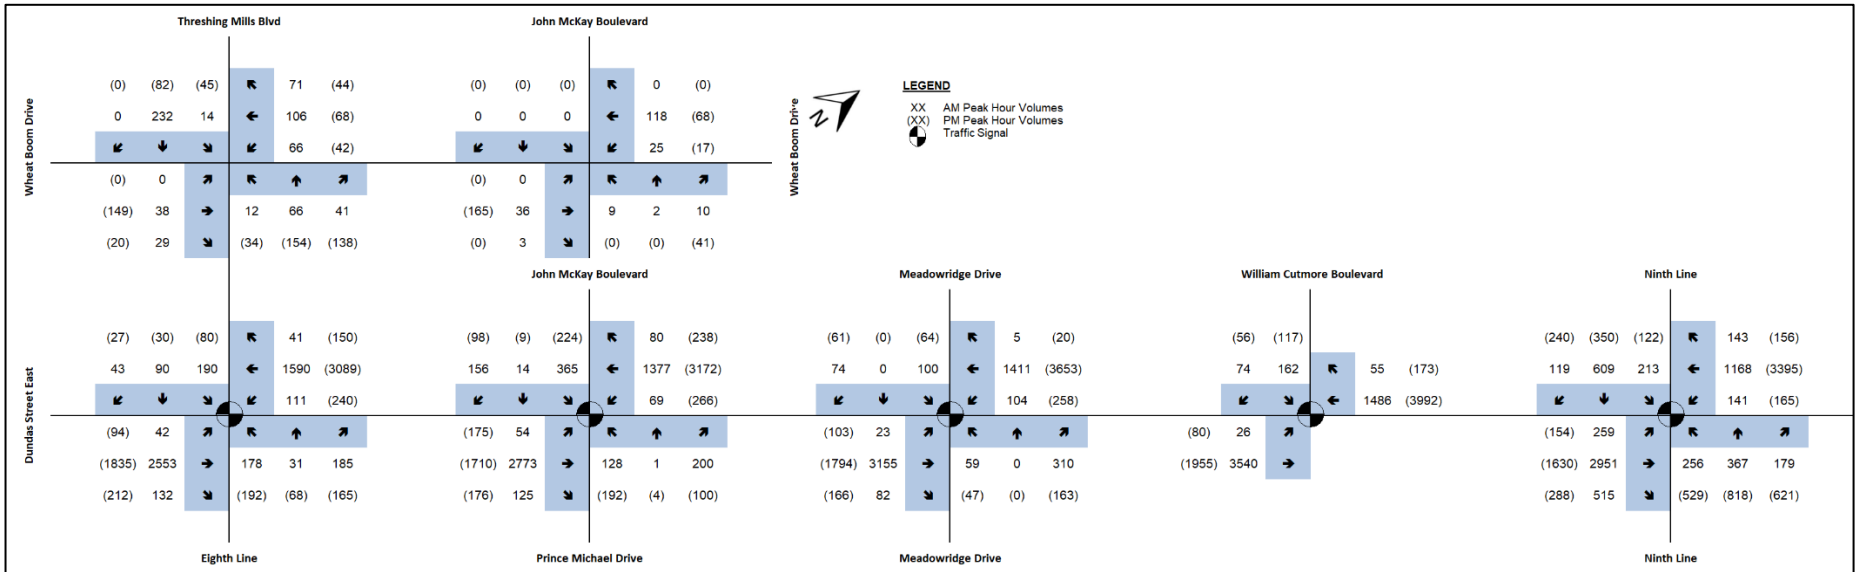 Threshing Mills Blvd John McKay Boulevard
(0) (82) (45) 71 (44) (0) (0) (0) 0 (0)
LEGEND
XX AM Peak Hour Volumes
(XX) PM Peak Hour Volumes
Traffic Signal
N
0 232 14 106 (68) 0 0 0 118 (68)
66 (42) 25 (17)
Wheat Boom Drive Wheat Boom Drive
(0) 0 (0) 0
(149) 38 12 66 41 (165) 36 9 2 10
(20) 29 (34) (154) (138) (0) 3 (0) (0) (41)
John McKay Boulevard Meadowridge Drive William Cutmore Boulevard Ninth Line
(27) (30) (80) 41 (150) (98) (9) (224) 80 (238) (61) (0) (64) 5 (20) (56) (117) (240) (350) (122) 143 (156)
43 90 190 1590 (3089) 156 14 365 1377 (3172) 74 0 100 1411 (3653) 74 162 55 (173) 119 609 213 1168 (3395)
111 (240) 69 (266) 104 (258) 1486 (3992) 141 (165)
Dundas Street East
(94) 42 (175) 54 (103) 23 (80) 26 (154) 259
(1835) 2553 178 31 185 (1710) 2773 128 1 200 (1794) 3155 59 0 310 (1955) 3540 (1630) 2951 256 367 179
(212) 132 (192) (68) (165) (176) 125 (192) (4) (100) (166) 82 (47) (0) (163) (288) 515 (529) (818) (621)
Eighth Line Prince Michael Drive Meadowridge Drive Ninth Line